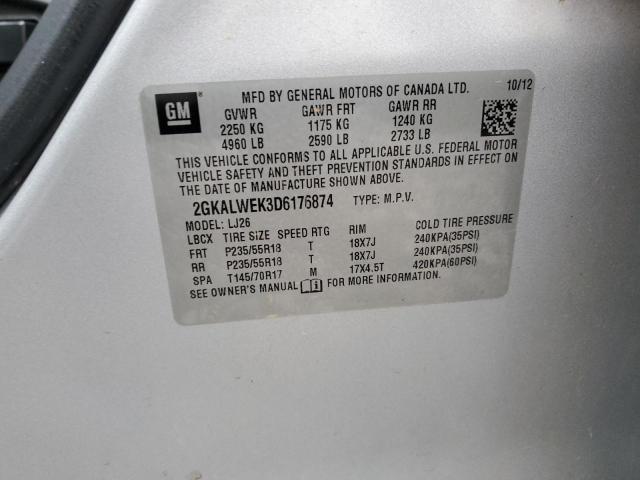 MFD BY GENERAL MOTORS OF CANADA LTD. 10/12
GM
GVWR GAWR FRT GAWR RR
2250 KG 1175 KG 1240 KG
4960 LB 2590 LB 2733 LB
THIS VEHICLE CONFORMS TO ALL APPLICABLE U.S. FEDERAL MOTOR
VEHICLE SAFETY AND THEFT PREVENTION STANDARDS IN EFFECT ON
THE DATE OF MANUFACTURE SHOWN ABOVE.
2GKALWEK3D6176874 TYPE: M.P.V.
MODEL: LJ26
LBCX TIRE SIZE SPEED RTG RIM COLD TIRE PRESSURE
FRT P235/55R18 T 18X7J 240KPA(35PSI)
RR P235/55R18 T 18X7J 240KPA(35PSI)
SPA T145/70R17 M 17X4.5T 420KPA(60PSI)
SEE OWNER'S MANUAL FOR MORE INFORMATION.